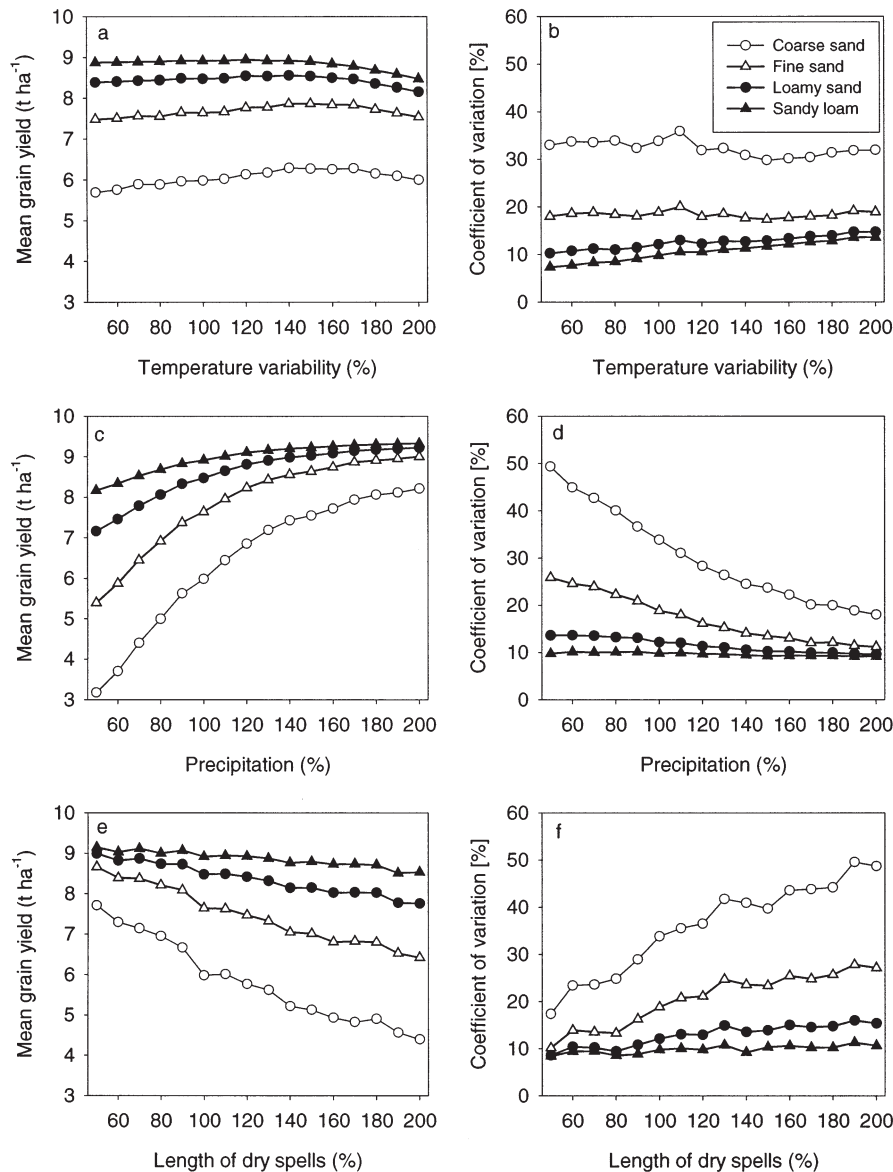 a
Mean grain yield (t ha-1)
10
9
8
7
6
5
4
3
60 80 100 120 140 160 180 200
Temperature variability (%)
b
Coefficient of variation [%]
60
50
40
30
20
10
0
60 80 100 120 140 160 180 200
Temperature variability (%)
Coarse sand
Fine sand
Loamy sand
Sandy loam
c
Mean grain yield (t ha-1)
10
9
8
7
6
5
4
3
60 80 100 120 140 160 180 200
Precipitation (%)
d
Coefficient of variation [%]
60
50
40
30
20
10
0
60 80 100 120 140 160 180 200
Precipitation (%)
e
Mean grain yield (t ha-1)
10
9
8
7
6
5
4
3
60 80 100 120 140 160 180 200
Length of dry spells (%)
f
Coefficient of variation [%]
60
50
40
30
20
10
0
60 80 100 120 140 160 180 200
Length of dry spells (%)